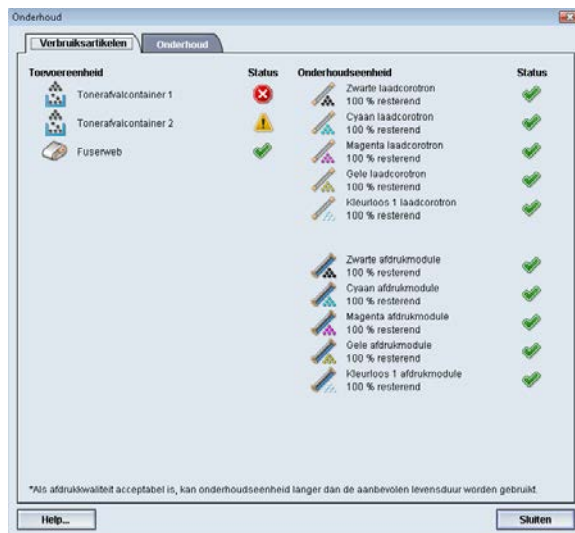 Onderhoud
Verbruiksartikelen
Onderhoud
Toevoereenheid
Status
Tonerafvalcontainer 1
Tonerafvalcontainer 2
Fuserweb
Onderhoudseenheid
Status
Zwarte laadcorotron
100 % resterend
Cyaan laadcorotron
100 % resterend
Magenta laadcorotron
100 % resterend
Gele laadcorotron
100 % resterend
Kleurloos 1 laadcorotron
100 % resterend
Zwarte afdrukmodule
100 % resterend
Cyaan afdrukmodule
100 % resterend
Magenta afdrukmodule
100 % resterend
Gele afdrukmodule
100 % resterend
Kleurloos 1 afdrukmodule
100 % resterend
*Als afdrukkwaliteit acceptabel is, kan onderhoudseenheid langer dan de aanbevolen levensduur worden gebruikt.
Help...
Sluiten